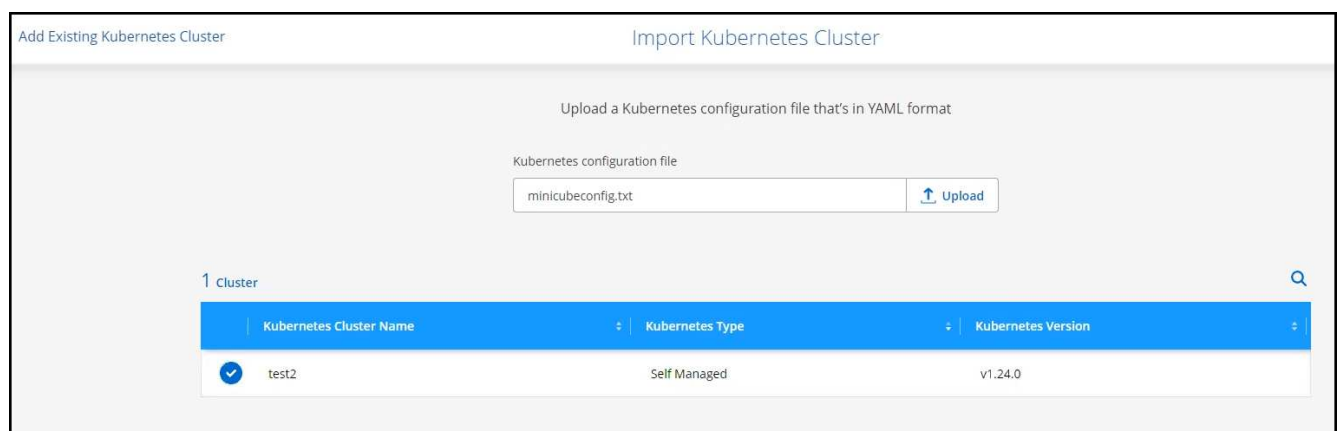 Add Existing Kubernetes Cluster
Import Kubernetes Cluster
Upload a Kubernetes configuration file that's in YAML format
Kubernetes configuration file
minicubeconfig.txt
Upload
1 Cluster
Kubernetes Cluster Name Kubernetes Type Kubernetes Version
test2 Self Managed v1.24.0